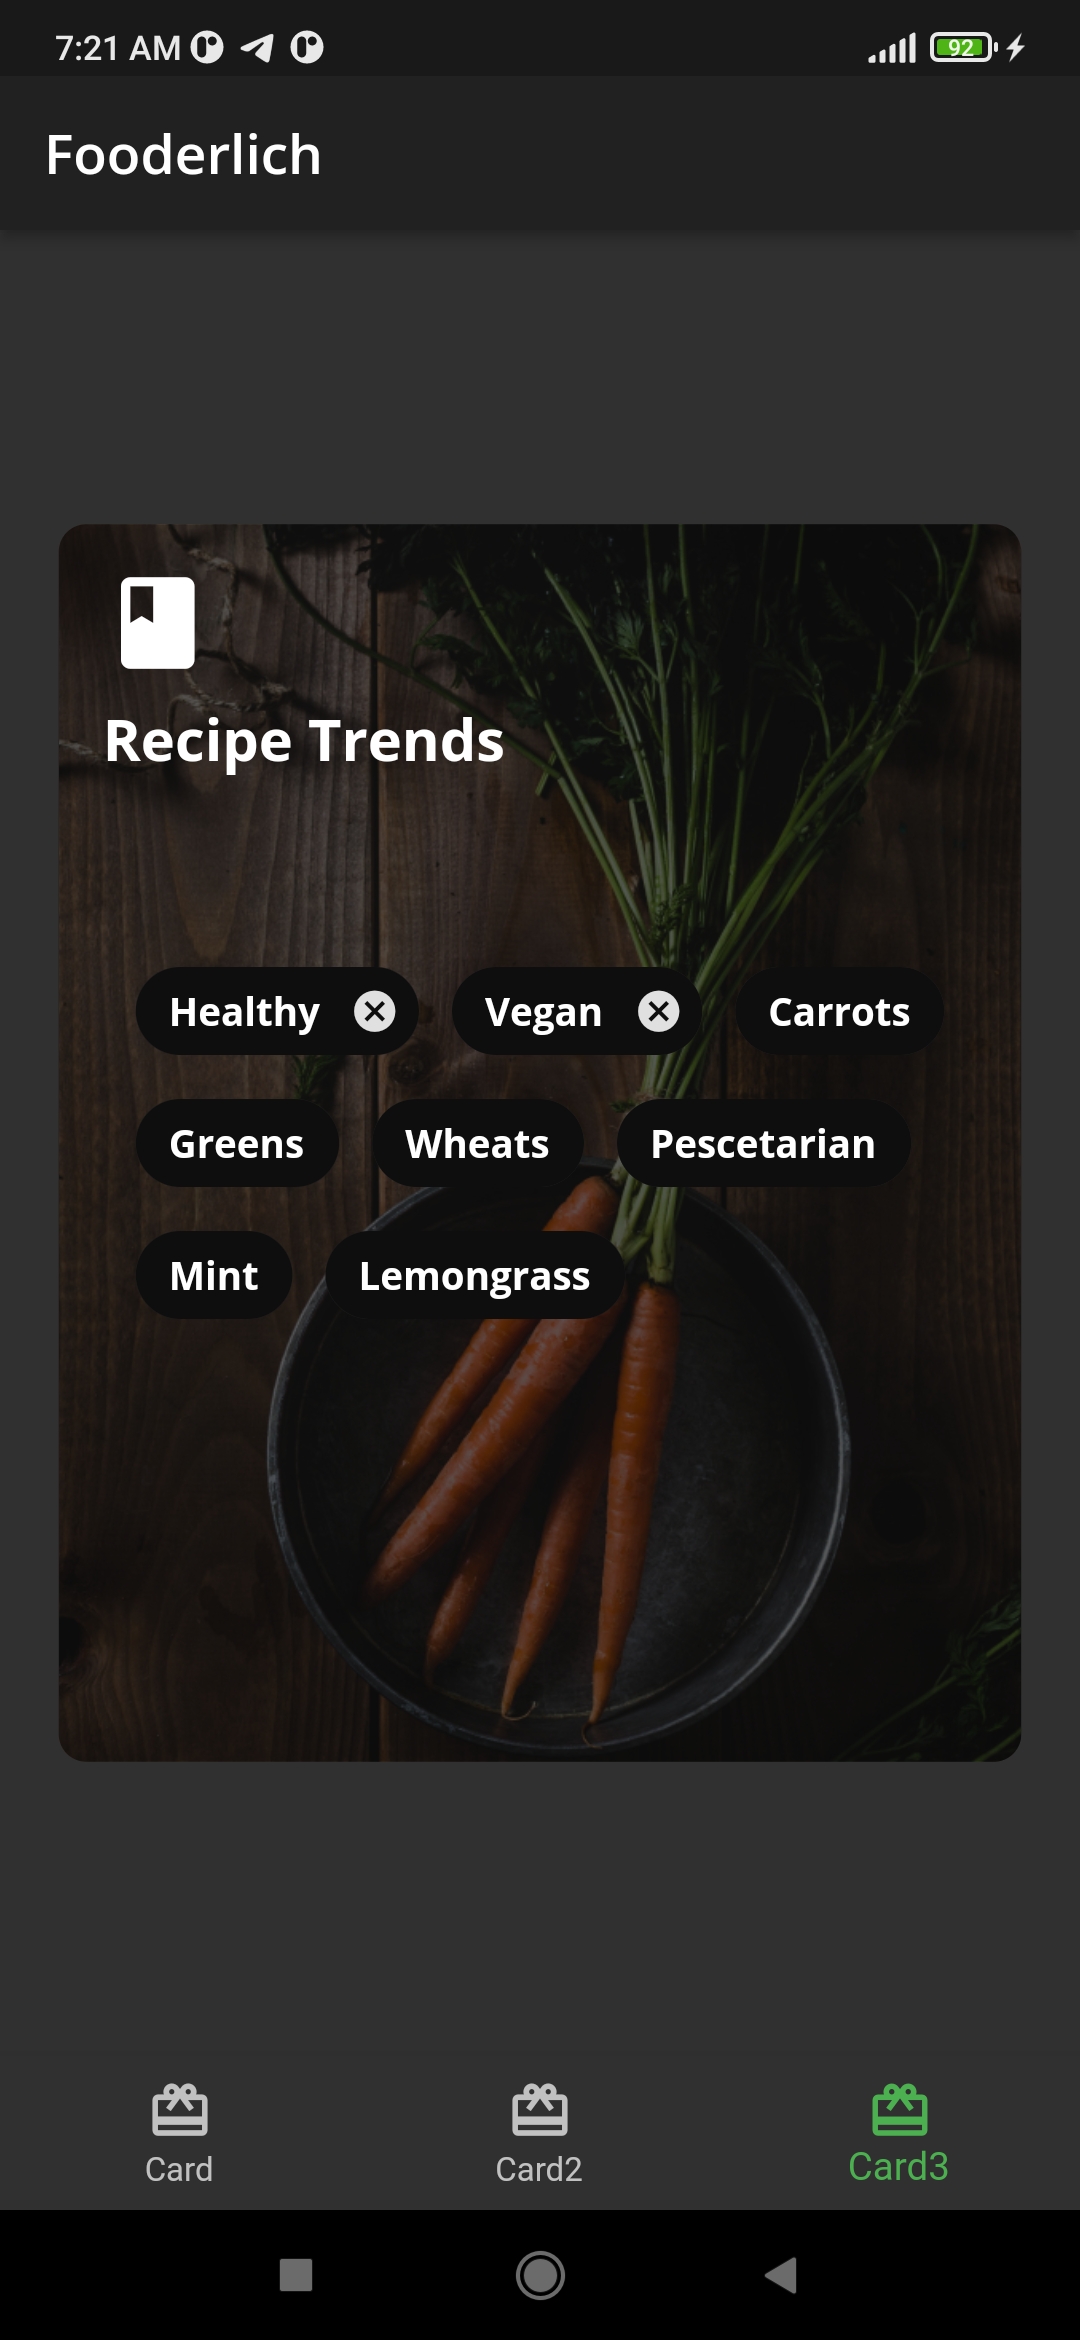 7:21 AM 92
Fooderlich
Recipe Trends
Healthy Vegan Carrots
Greens Wheats Pescetarian
Mint Lemongrass
Card Card2 Card3